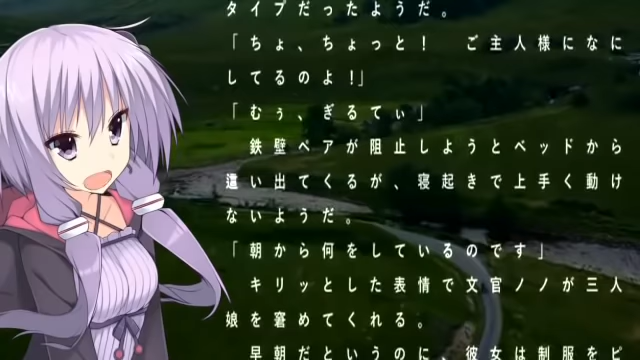 タイプだったようだ。
「ちょ、ちょっと！　ご主人様になに
してるのよ!」
「むぅ、ぎるてぃ」
　鉄壁ペアが阻止しようとベッドから
這い出てくるが、寝起きで上手く動け
ないようだ。
「朝から何をしているのです」
　キリッとした表情で文官ノノが三人
娘を窘めてくれる。
　早朝だというのに、彼女は制服をピ